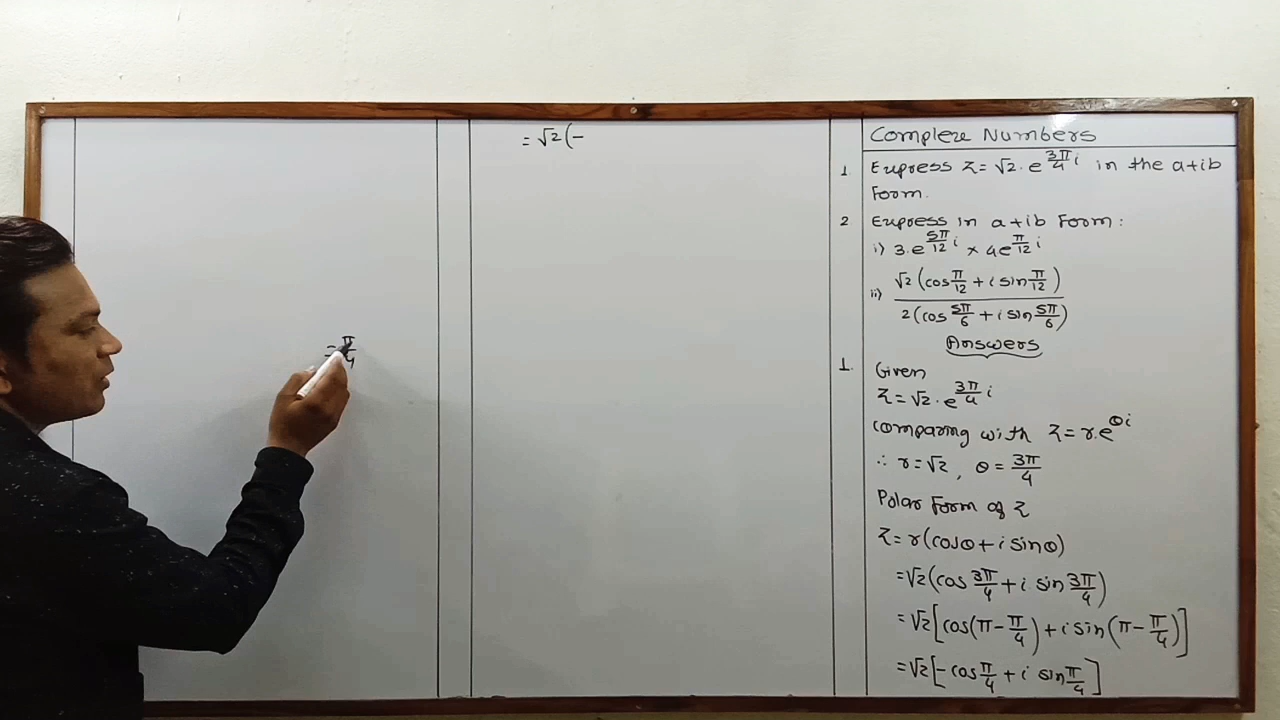 = π/4
= √2 (-
Complex Numbers
1 Express z = √2 · e^(3π/4 i) in the a+ib
Form.
2 Express in a+ib Form:
i) 3·e^(5π/12 i) × 4e^(π/12 i)
ii) √2 (cos π/12 + i sin π/12) / 2 (cos 5π/6 + i sin 5π/6)
Answers
1. Given
z = √2 · e^(3π/4 i)
Comparing with z = r·e^(θi)
∴ r = √2 , θ = 3π/4
Polar Form of z
z = r(cosθ + i sinθ)
= √2 (cos 3π/4 + i sin 3π/4)
= √2 [cos(π - π/4) + i sin(π - π/4)]
= √2 [-cos π/4 + i sin π/4]